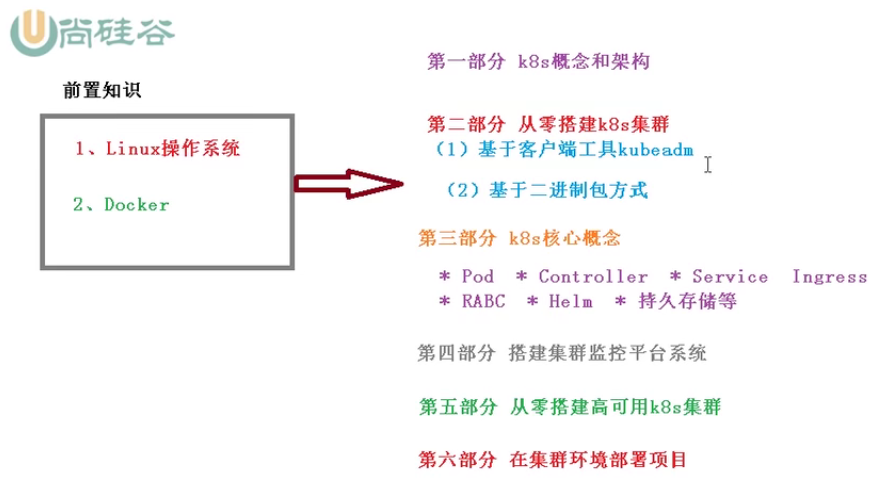 尚硅谷
前置知识
1、Linux操作系统
2、Docker
第一部分 k8s概念和架构
第二部分 从零搭建k8s集群
（1）基于客户端工具kubeadm
（2）基于二进制包方式
第三部分 k8s核心概念
* Pod * Controller * Service Ingress
* RABC * Helm * 持久存储等
第四部分 搭建集群监控平台系统
第五部分 从零搭建高可用k8s集群
第六部分 在集群环境部署项目